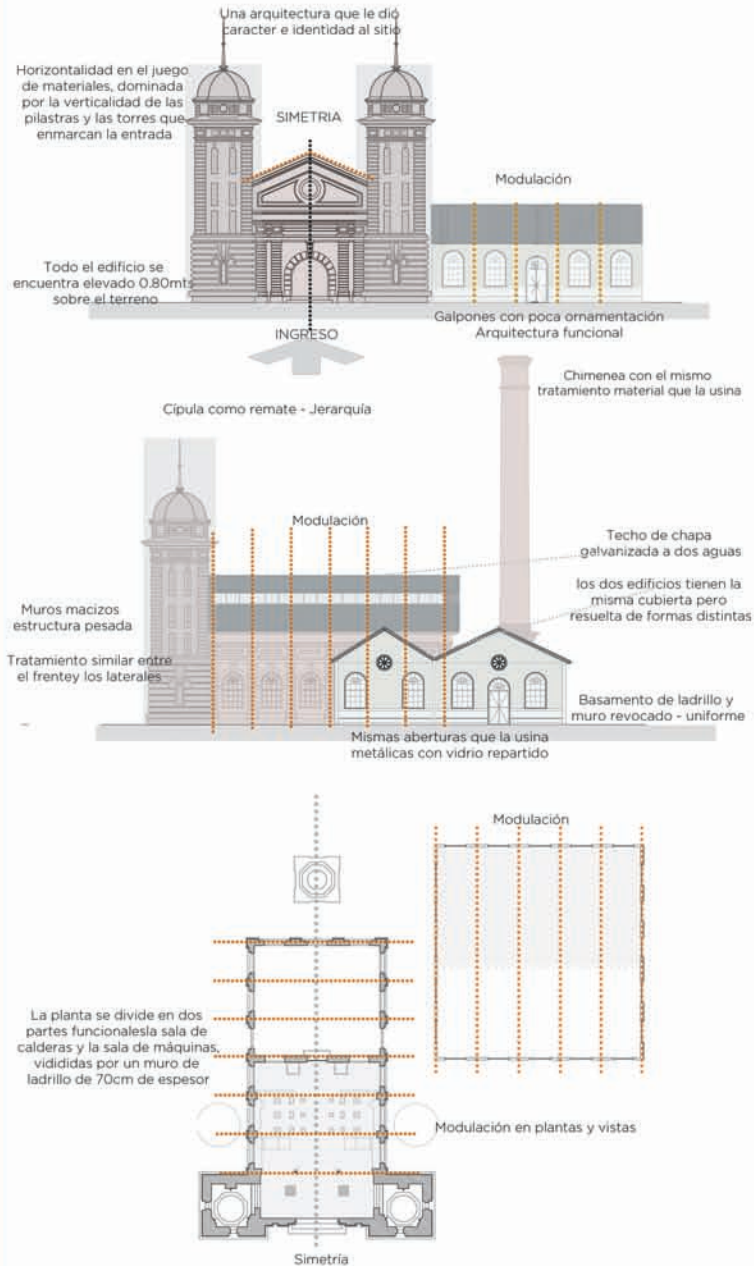 Una arquitectura que le dió
caracter e identidad al sitio
Horizontalidad en el juego
de materiales, dominada
por la verticalidad de las
pilastras y las torres que
enmarcan la entrada
SIMETRIA
Modulación
Todo el edificio se
encuentra elevado 0.80mts
sobre el terreno
Galpones con poca ornamentación
Arquitectura funcional
INGRESO
Chimenea con el mismo
tratamiento material que la usina
Cípula como remate - Jerarquía
Modulación
Techo de chapa
galvanizada a dos aguas
los dos edificios tienen la
misma cubierta pero
resuelta de formas distintas
Muros macizos
estructura pesada
Tratamiento similar entre
el frentey los laterales
Basamento de ladrillo y
muro revocado - uniforme
Mismas aberturas que la usina
metálicas con vidrio repartido
Modulación
La planta se divide en dos
partes funcionalesla sala de
calderas y la sala de máquinas,
vidididas por un muro de
ladrillo de 70cm de espesor
Modulación en plantas y vistas
Simetría